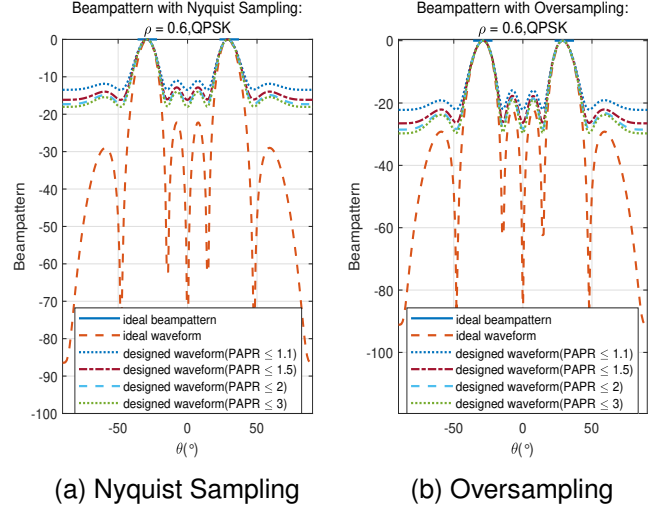 Beampattern with Nyquist Sampling:
ρ = 0.6,QPSK
0
-10
-20
-30
-40
-50
-60
-70
-80
-90
-100
Beampattern
ideal beampattern
ideal waveform
designed waveform(PAPR ≤ 1.1)
designed waveform(PAPR ≤ 1.5)
designed waveform(PAPR ≤ 2)
designed waveform(PAPR ≤ 3)
-50 0 50
θ(°)
(a) Nyquist Sampling
Beampattern with Oversampling:
ρ = 0.6,QPSK
0
-20
-40
-60
-80
-100
Beampattern
ideal beampattern
ideal waveform
designed waveform(PAPR ≤ 1.1)
designed waveform(PAPR ≤ 1.5)
designed waveform(PAPR ≤ 2)
designed waveform(PAPR ≤ 3)
-50 0 50
θ(°)
(b) Oversampling